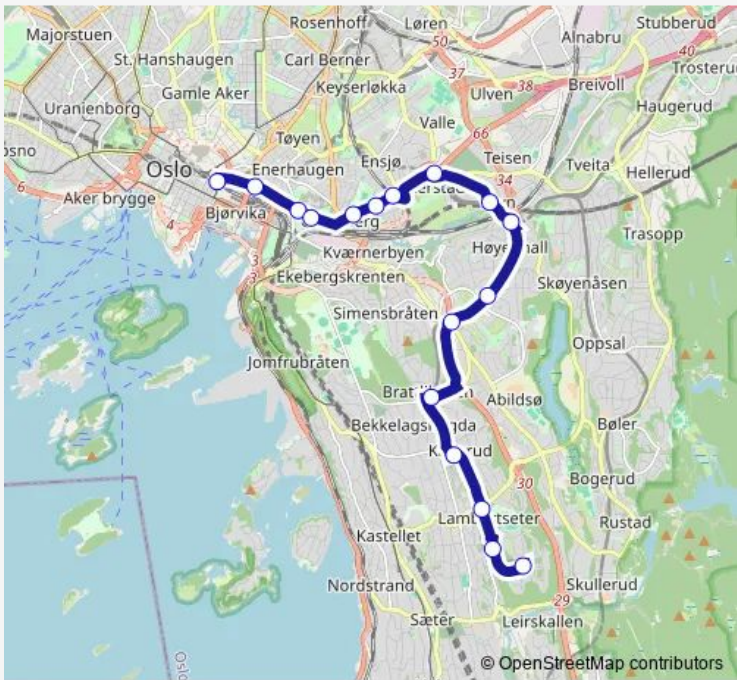 Majorstuen
Rosenhoff
Løren
Alnabru
Stubberud
St. Hanshaugen
Carl Berner
50
40
Gamle Aker
Keyserløkka
37
38
Breivoll
Uranienborg
Ulven
Haugerud
Tøyen
Valle
66
Oslo
Enerhaugen
Ensjø
Teisen
Tveita
Hellerud
6
Aker brygge
34
4
Bjørvika
Trasopp
Kværnerbyen
3
Ekebergskrenten
Skøyenåsen
Simensbråten
Oppsal
Jomfrubråten
Abildsø
Bekkelagshøgda
Bøler
30
Bogerud
Kastellet
Rustad
Nordstrand
Skullerud
29
Sæter
Leirskallen
Oslo
© OpenStreetMap contributors